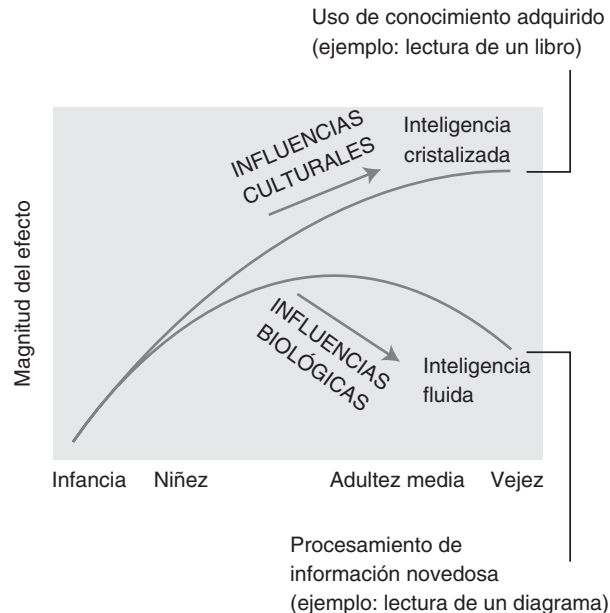 Uso de conocimiento adquirido
(ejemplo: lectura de un libro)
INFLUENCIAS
CULTURALES
Inteligencia
cristalizada
Magnitud del efecto
INFLUENCIAS
BIOLÓGICAS
Inteligencia
fluida
Infancia Niñez Adultez media Vejez
Procesamiento de
información novedosa
(ejemplo: lectura de un diagrama)